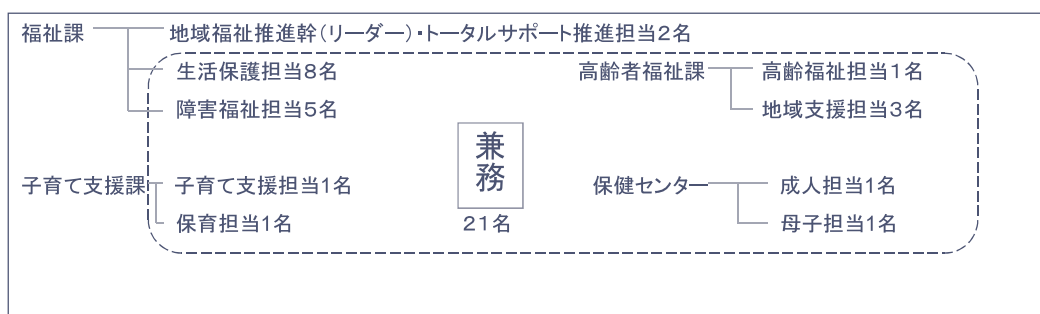 福祉課 地域福祉推進幹(リーダー)・トータルサポート推進担当2名
生活保護担当8名
障害福祉担当5名
高齢者福祉課 高齢福祉担当1名
地域支援担当3名
兼務
21名
子育て支援課 子育て支援担当1名
保育担当1名
保健センター 成人担当1名
母子担当1名